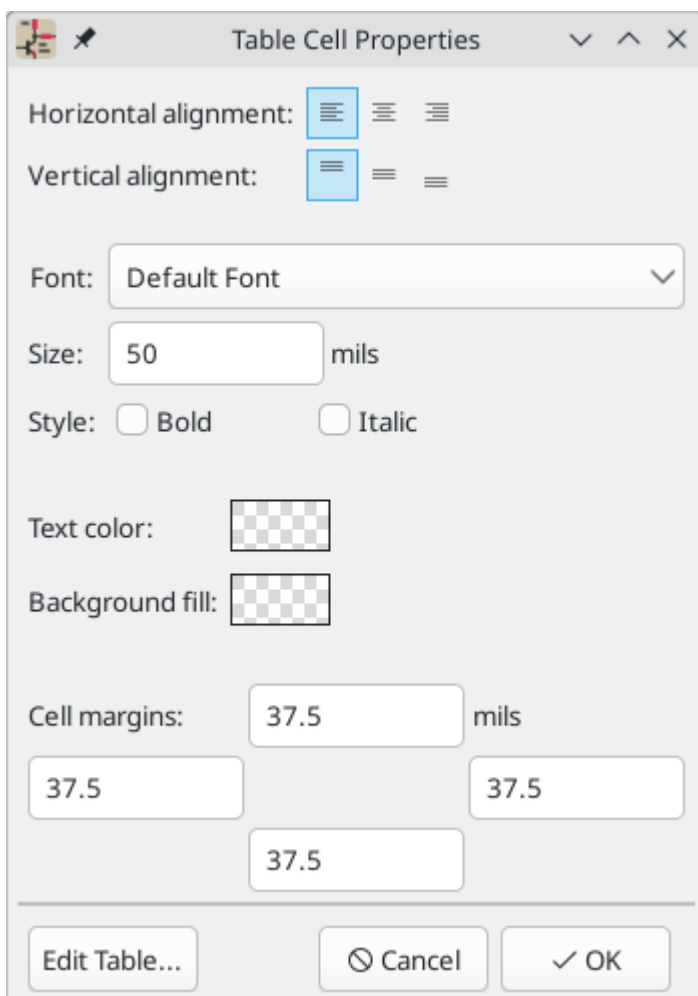 Table Cell Properties
Horizontal alignment:
Vertical alignment:
Font: Default Font
Size: 50 mils
Style: Bold Italic
Text color:
Background fill:
Cell margins: 37.5 mils
37.5 37.5
37.5
Edit Table... Cancel OK